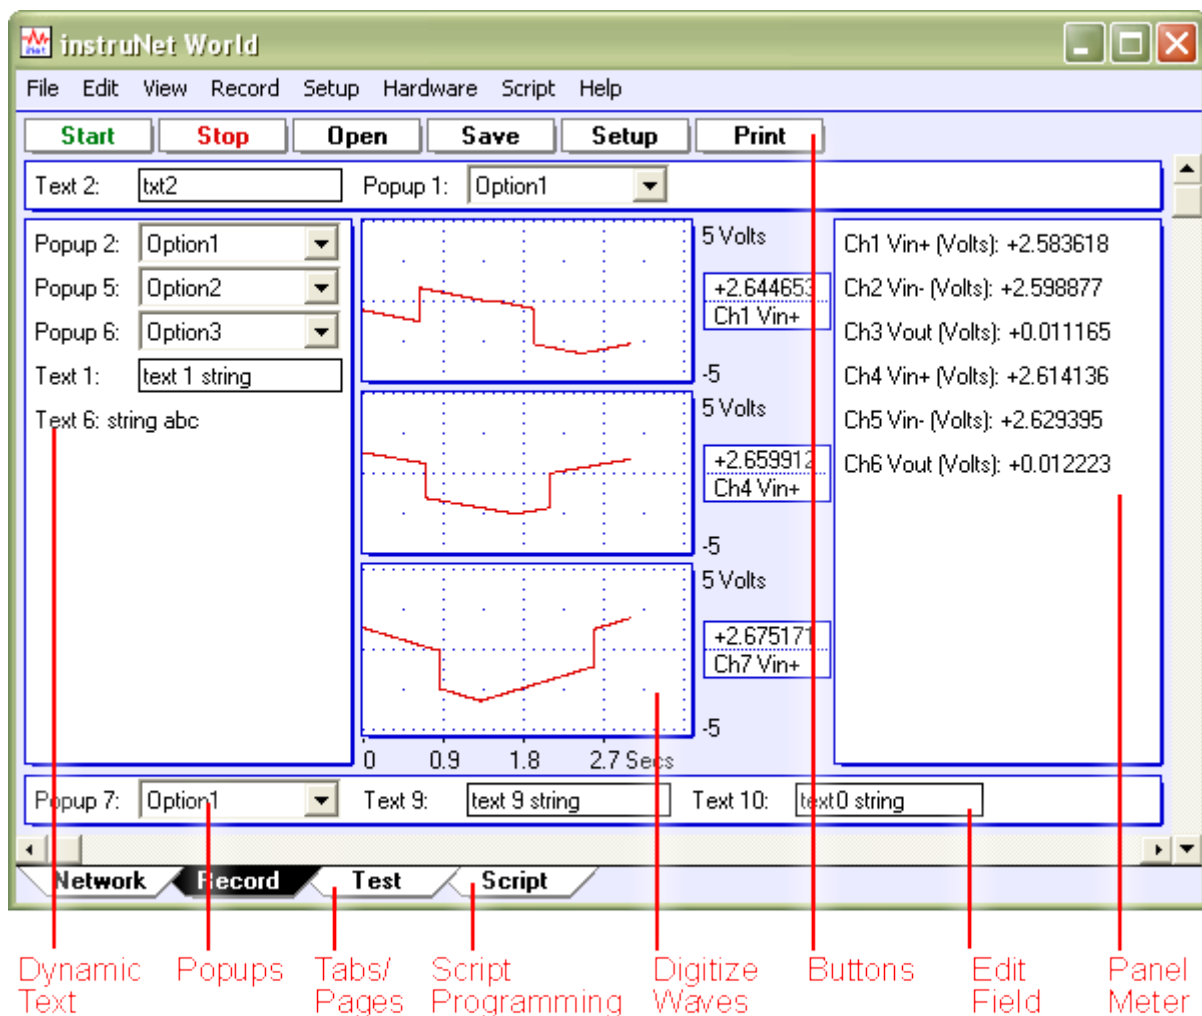 instruNet World
File Edit View Record Setup Hardware Script Help
Start Stop Open Save Setup Print
Text 2: txt2 Popup 1: Option1
Popup 2: Option1
Popup 5: Option2
Popup 6: Option3
Text 1: text 1 string
Text 6: string abc
5 Volts
+2.644653
Ch1 Vin+
-5
5 Volts
+2.659912
Ch4 Vin+
-5
5 Volts
+2.675171
Ch7 Vin+
-5
0 0.9 1.8 2.7 Secs
Ch1 Vin+ (Volts): +2.583618
Ch2 Vin- (Volts): +2.598877
Ch3 Vout (Volts): +0.011165
Ch4 Vin+ (Volts): +2.614136
Ch5 Vin- (Volts): +2.629395
Ch6 Vout (Volts): +0.012223
Popup 7: Option1 Text 9: text 9 string Text 10: text0 string
Network Record Test Script
Dynamic Text
Popups
Tabs/ Pages
Script Programming
Digitize Waves
Buttons
Edit Field
Panel Meter